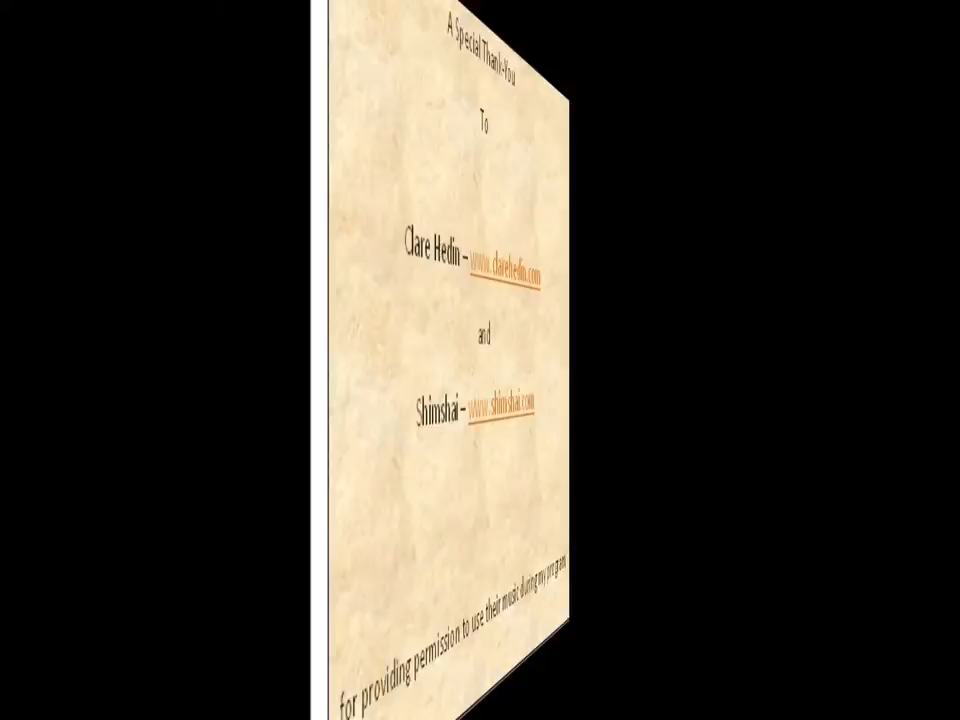 A Special Thank-You
To
Clare Hedin – www.clarehedin.com
and
Shimshai – www.shimshai.com
for providing permission to use their music during my program